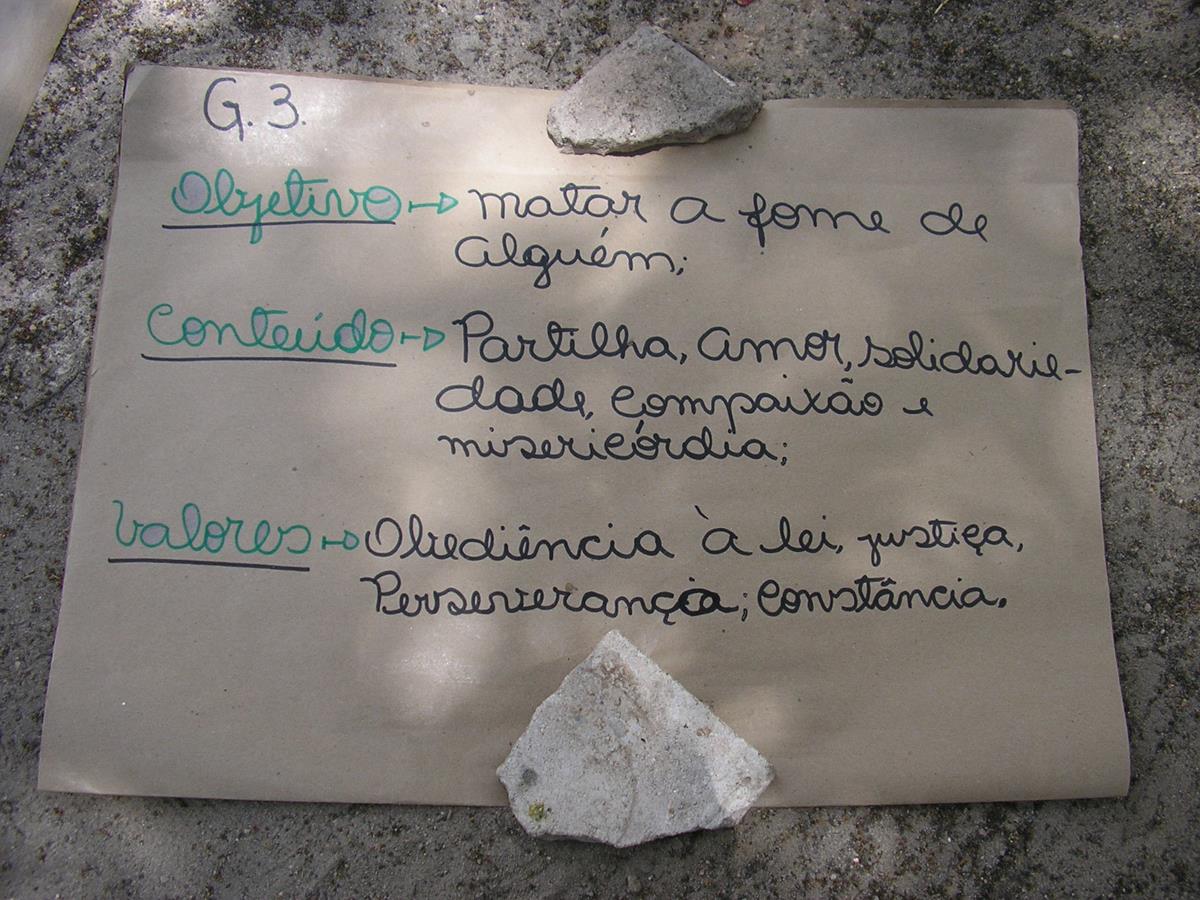 G.3.
Objetivo → matar a fome de
alguém;
Conteúdo → Partilha, amor, solidarie-
dade, compaixão e
misericórdia;
Valores → Obediência à lei, justiça,
Perseverança; constância.